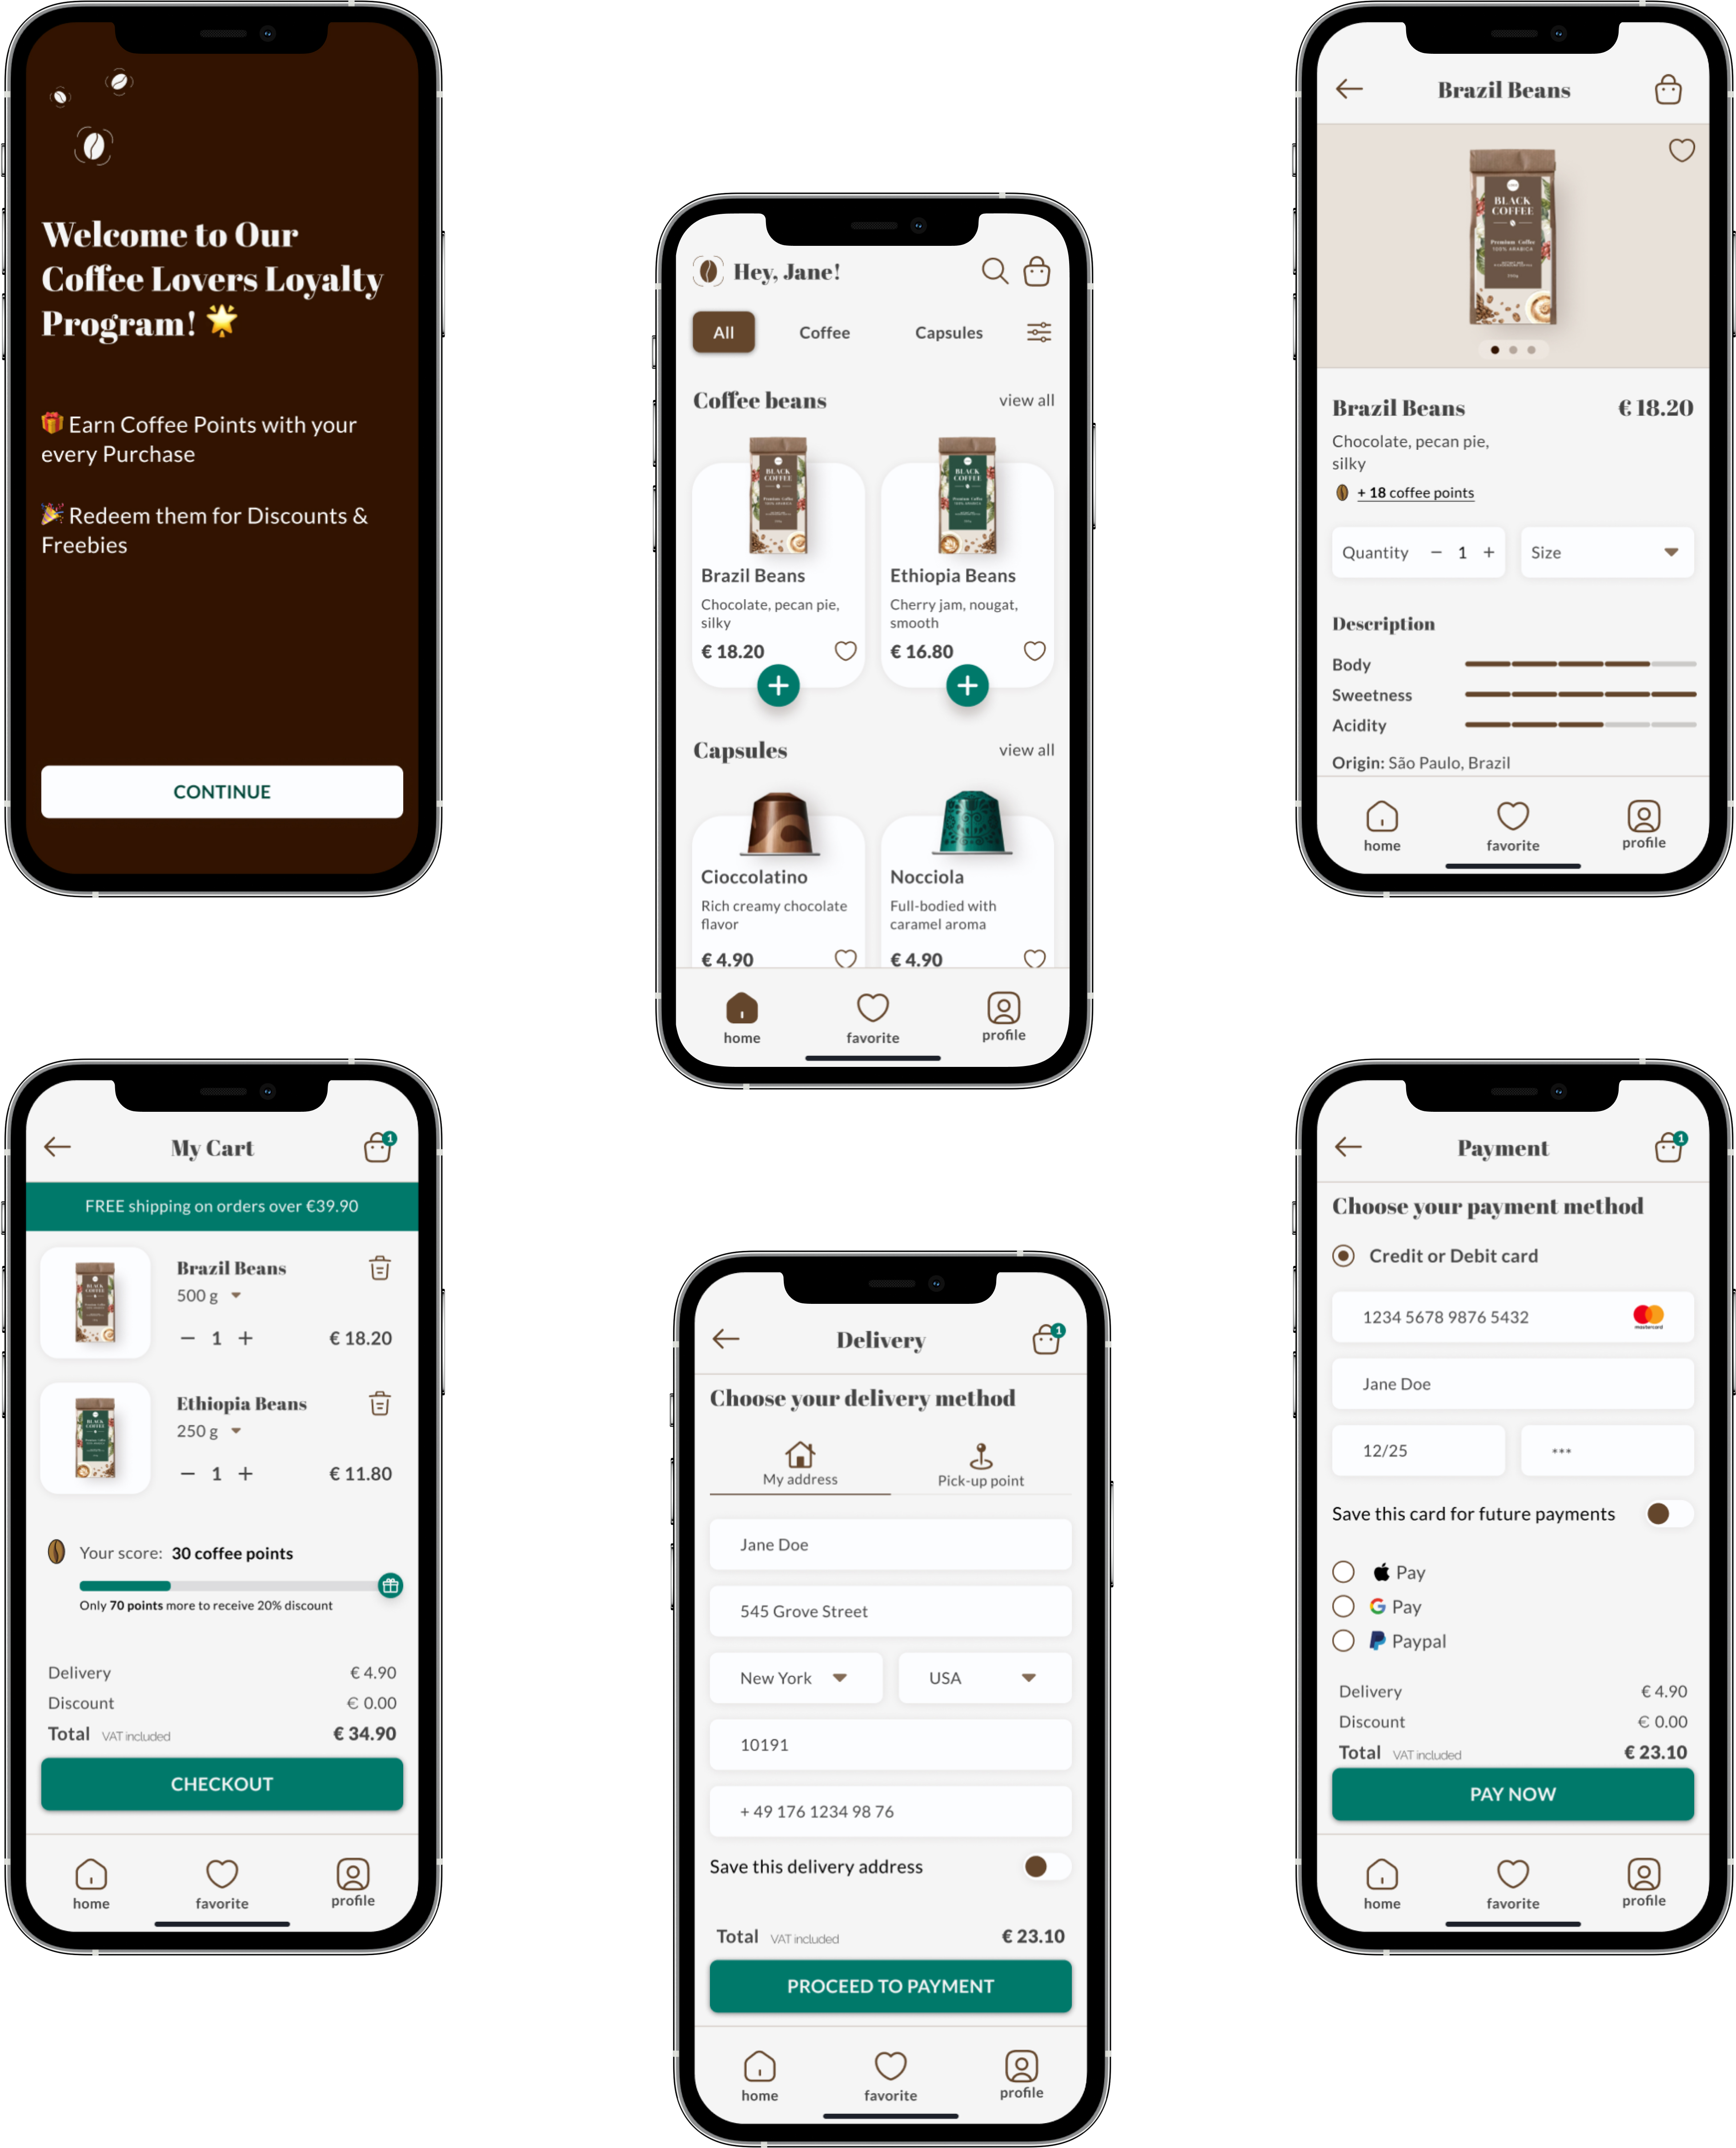 Welcome to Our
Coffee Lovers Loyalty
Program! 🌟
🎁 Earn Coffee Points with your
every Purchase
🎉 Redeem them for Discounts &
Freebies
CONTINUE
Hey, Jane!
All Coffee Capsules
Coffee beans view all
BLACK
COFFEE
BLACK
COFFEE
Brazil Beans
Chocolate, pecan pie,
silky
€ 18.20
Ethiopia Beans
Cherry jam, nougat,
smooth
€ 16.80
Capsules view all
Cioccolatino
Rich creamy chocolate
flavor
€ 4.90
Nocciola
Full-bodied with
caramel aroma
€ 4.90
home favorite profile
Brazil Beans
BLACK
COFFEE
Premium Coffee
100% ARABICA
Brazil Beans € 18.20
Chocolate, pecan pie,
silky
+ 18 coffee points
Quantity − 1 + Size
Description
Body
Sweetness
Acidity
Origin: São Paulo, Brazil
home favorite profile
My Cart 1
FREE shipping on orders over €39.90
Brazil Beans
500 g
− 1 + € 18.20
Ethiopia Beans
250 g
− 1 + € 11.80
Your score: 30 coffee points
Only 70 points more to receive 20% discount
Delivery € 4.90
Discount € 0.00
Total VAT included € 34.90
CHECKOUT
home favorite profile
Delivery 1
Choose your delivery method
My address Pick-up point
Jane Doe
545 Grove Street
New York USA
10191
+ 49 176 1234 98 76
Save this delivery address
Total VAT included € 23.10
PROCEED TO PAYMENT
home favorite profile
Payment 1
Choose your payment method
Credit or Debit card
1234 5678 9876 5432 mastercard
Jane Doe
12/25 ***
Save this card for future payments
Pay
G Pay
Paypal
Delivery € 4.90
Discount € 0.00
Total VAT included € 23.10
PAY NOW
home favorite profile